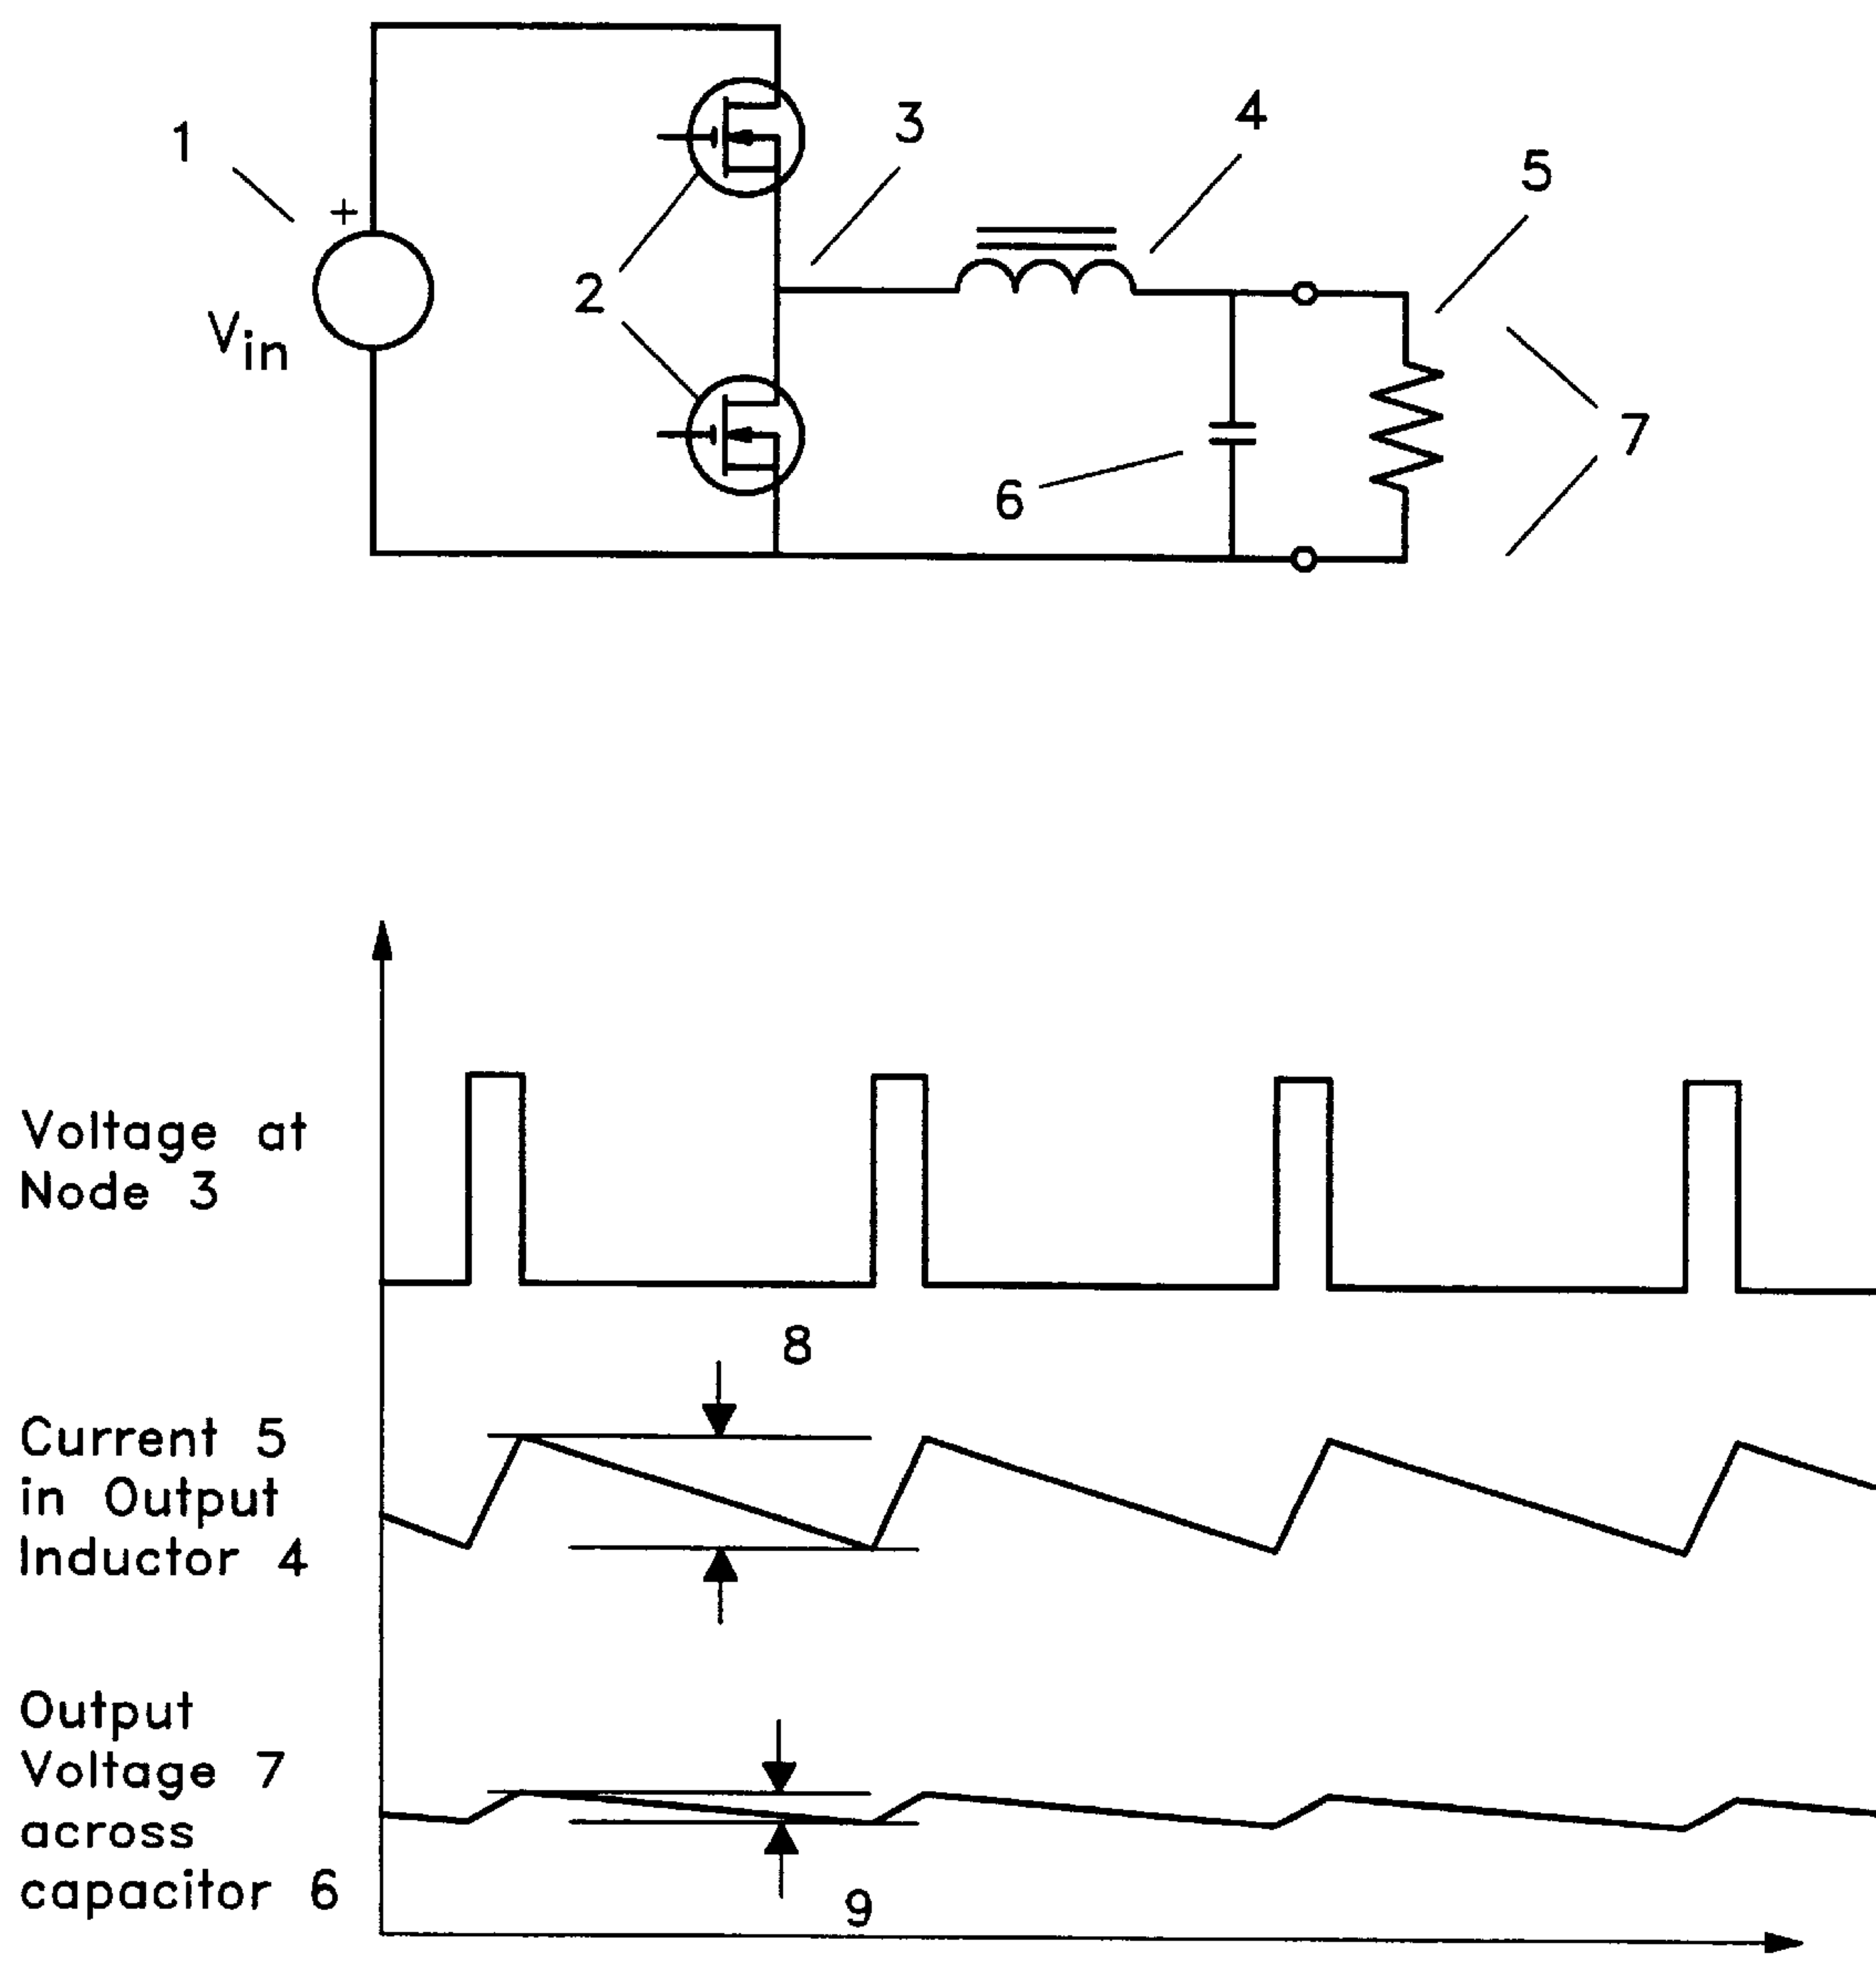 1
+
Vin
2
3
4
5
6
7
Voltage at
Node 3
8
Current 5
in Output
Inductor 4
Output
Voltage 7
across
capacitor 6
9